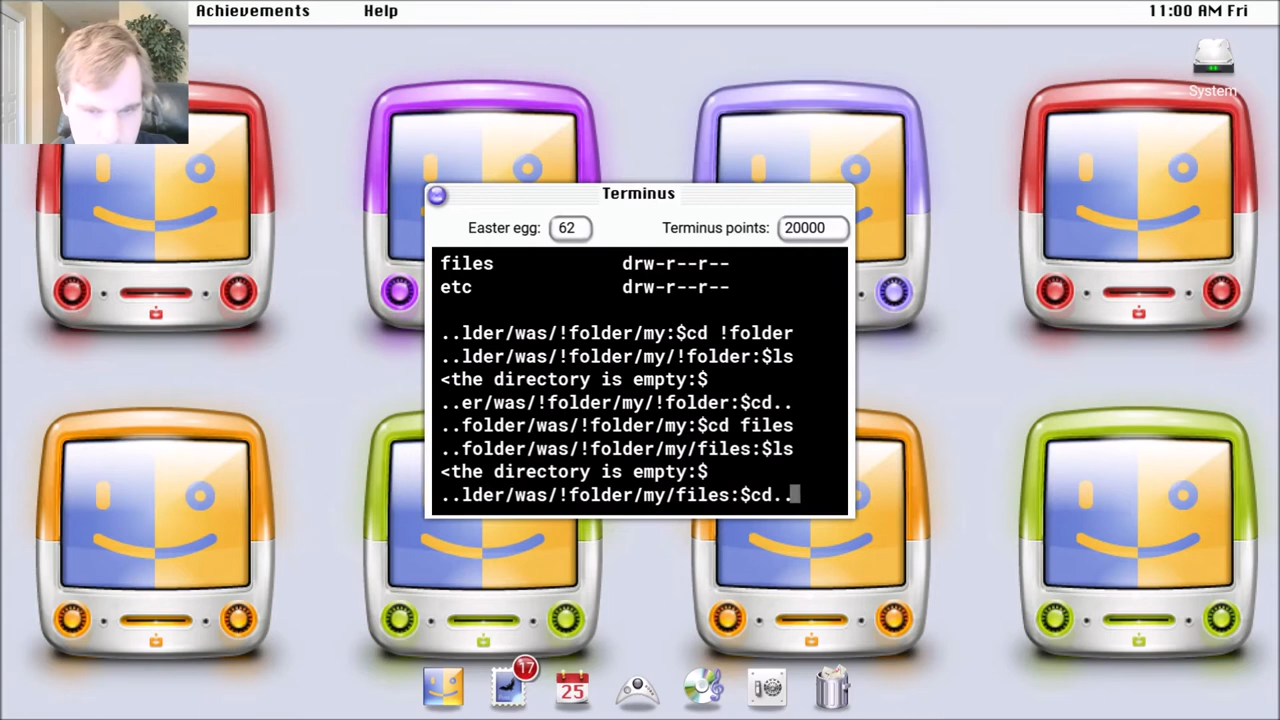 Achievements Help 11:00 AM Fri
System
Terminus
Easter egg: 62 Terminus points: 20000
files drw-r--r--
etc drw-r--r--
..lder/was/!folder/my:$cd !folder
..lder/was/!folder/my/!folder:$ls
<the directory is empty:$
..er/was/!folder/my/!folder:$cd..
..folder/was/!folder/my:$cd files
..folder/was/!folder/my/files:$ls
<the directory is empty:$
..lder/was/!folder/my/files:$cd..
17
25